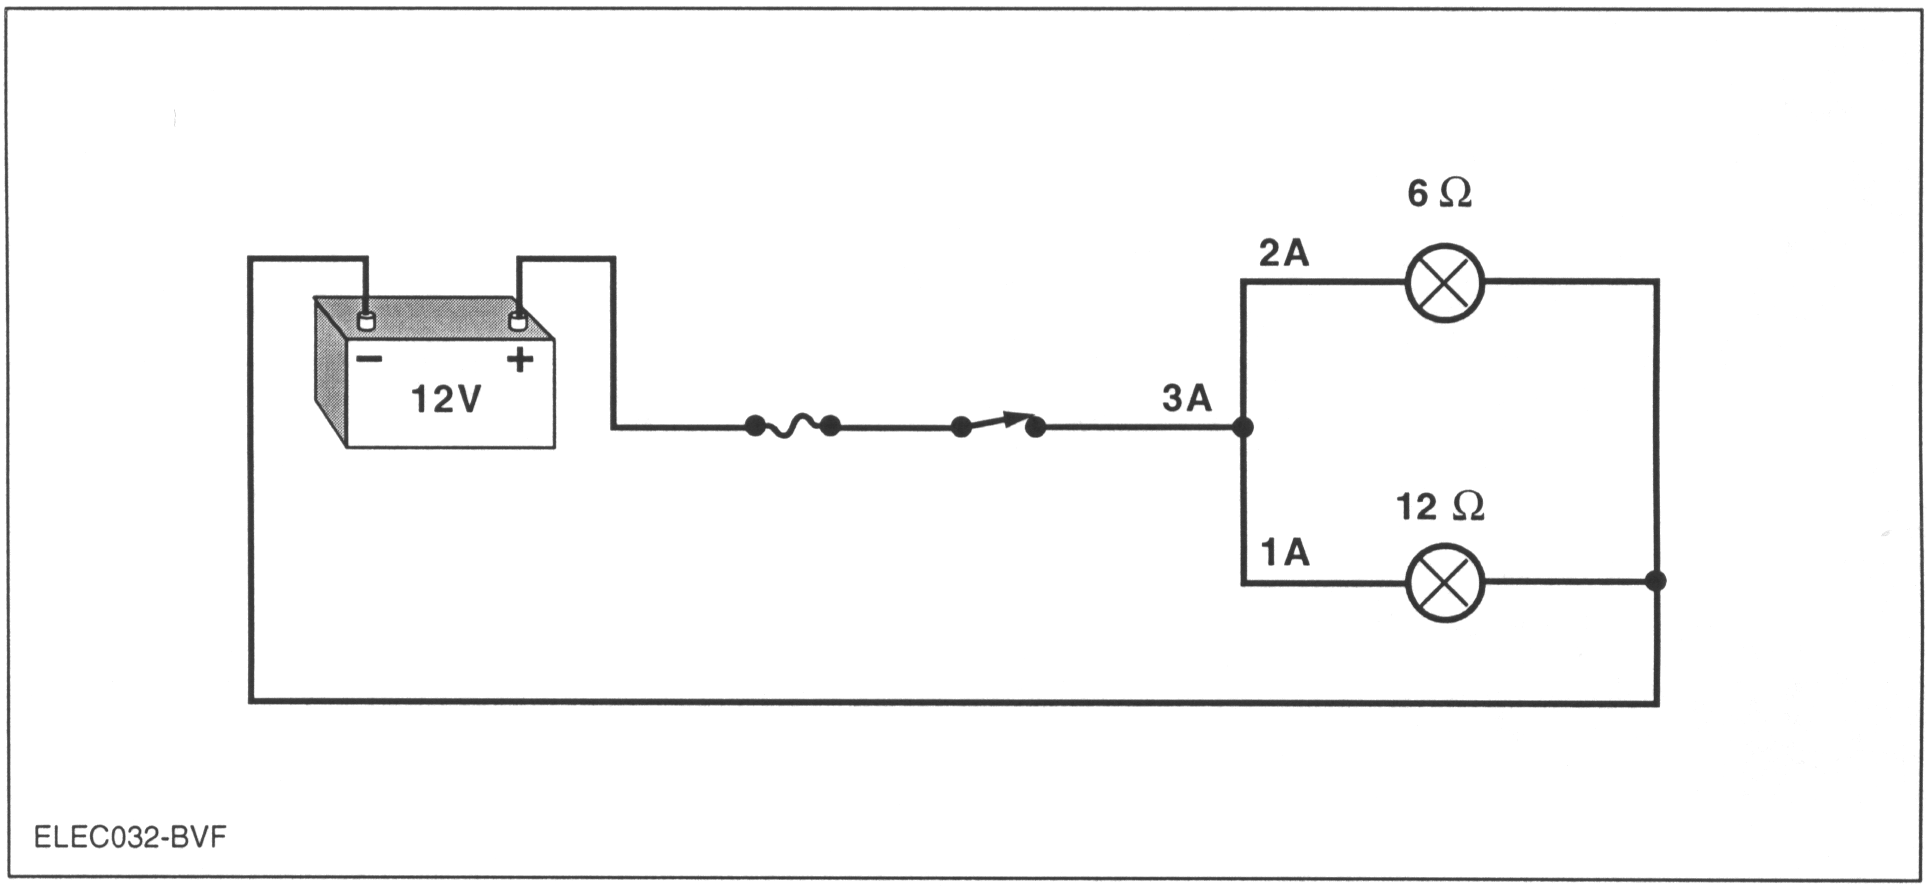 6 Ω
2A
− +
12V
3A
12 Ω
1A
ELEC032-BVF